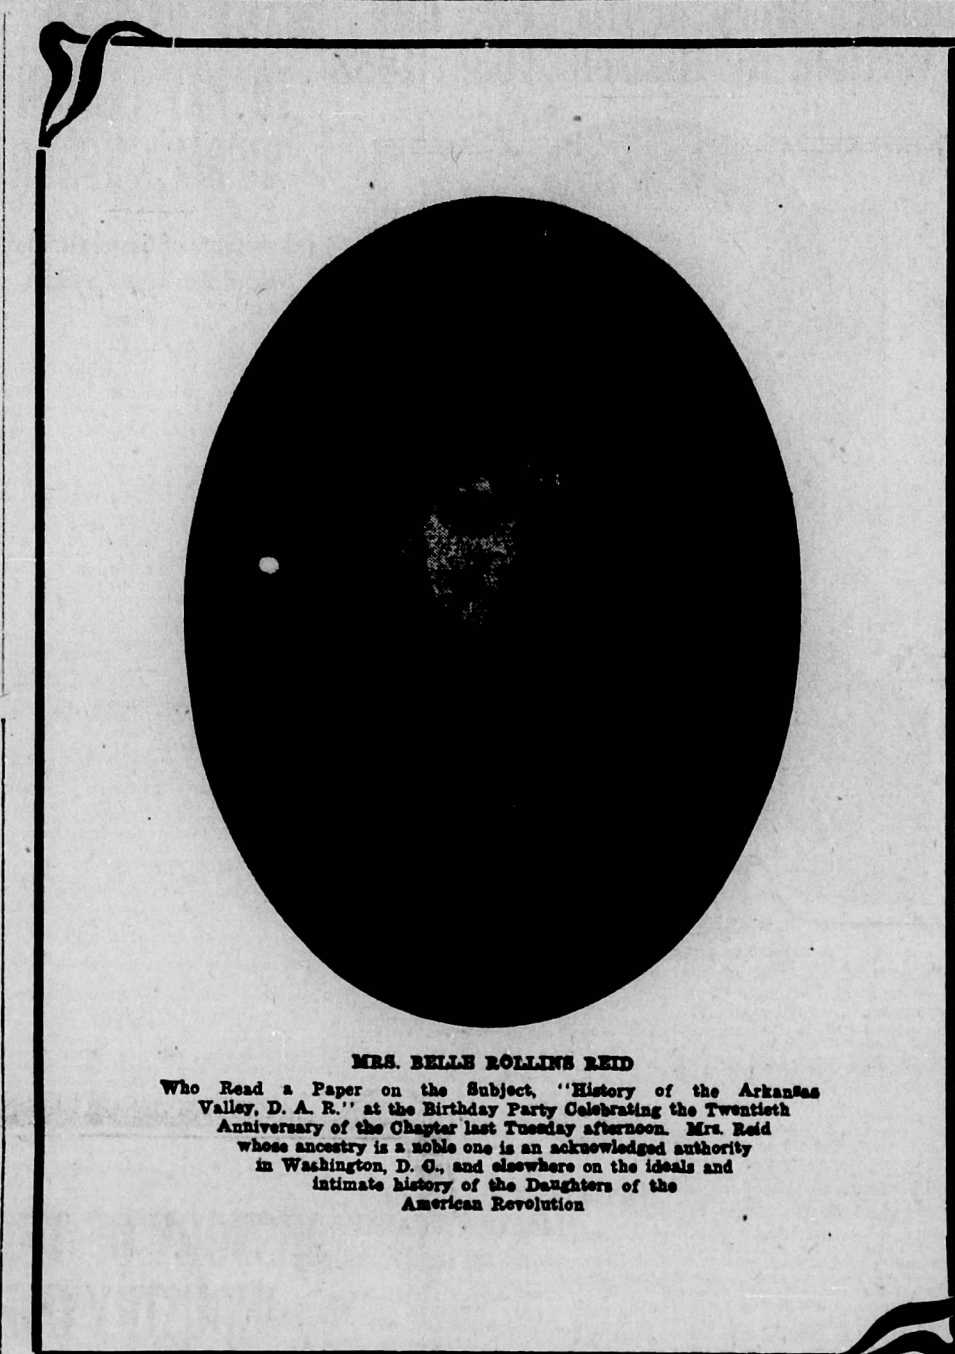 MRS. BELLE ROLLINS REID
Who Read a Paper on the Subject, "History of the Arkansas
Valley, D. A. R." at the Birthday Party Celebrating the Twentieth
Anniversary of the Chapter last Tuesday afternoon. Mrs. Reid
whose ancestry is a noble one is an acknowledged authority
in Washington, D. C., and elsewhere on the ideals and
intimate history of the Daughters of the
American Revolution